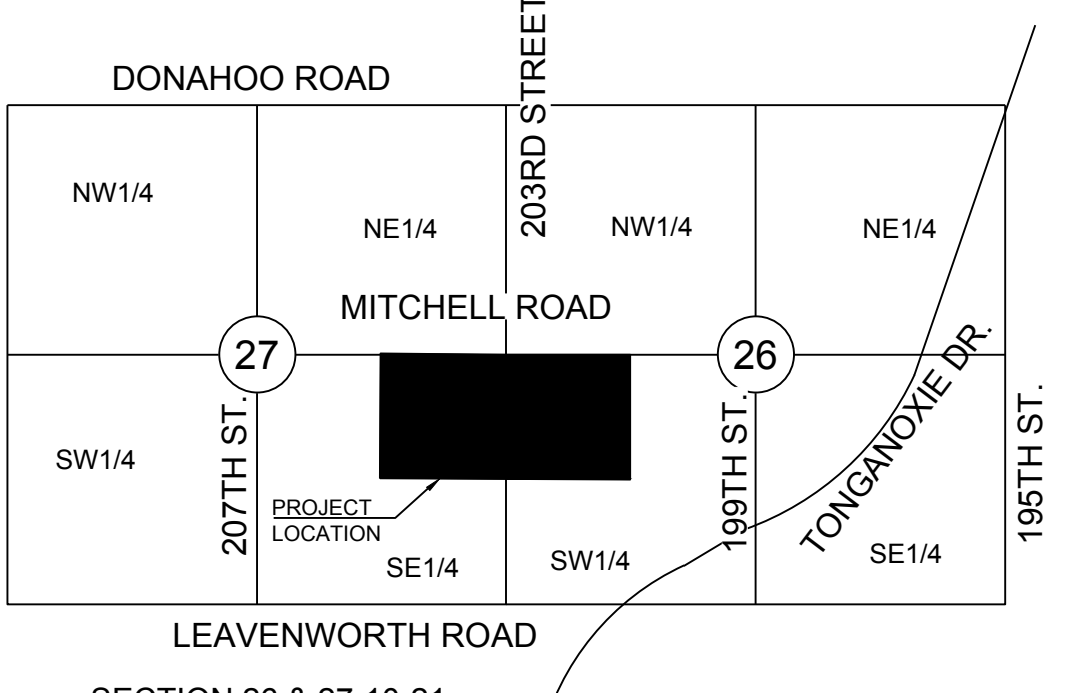 DONAHOO ROAD
203RD STREET
NW1/4
NE1/4
NW1/4
NE1/4
MITCHELL ROAD
27
26
SW1/4
207TH ST.
PROJECT
LOCATION
SE1/4
SW1/4
199TH ST.
TONGANOXIE DR.
SE1/4
195TH ST.
LEAVENWORTH ROAD